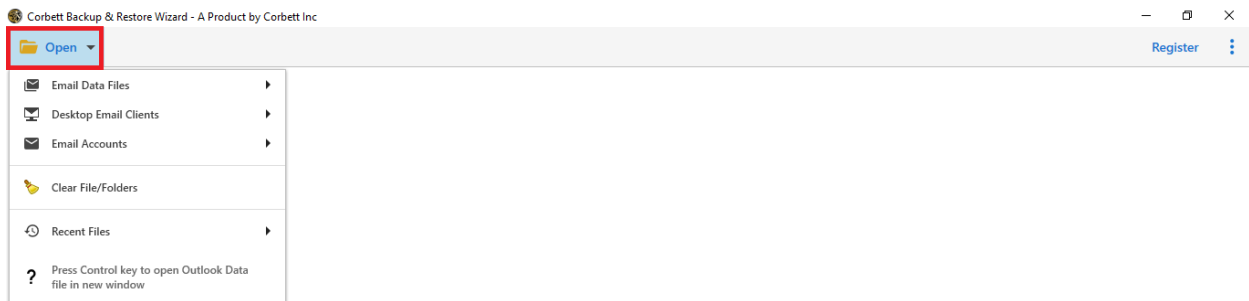 Corbett Backup & Restore Wizard - A Product by Corbett Inc
Open
Register
Email Data Files
Desktop Email Clients
Email Accounts
Clear File/Folders
Recent Files
? Press Control key to open Outlook Data
file in new window